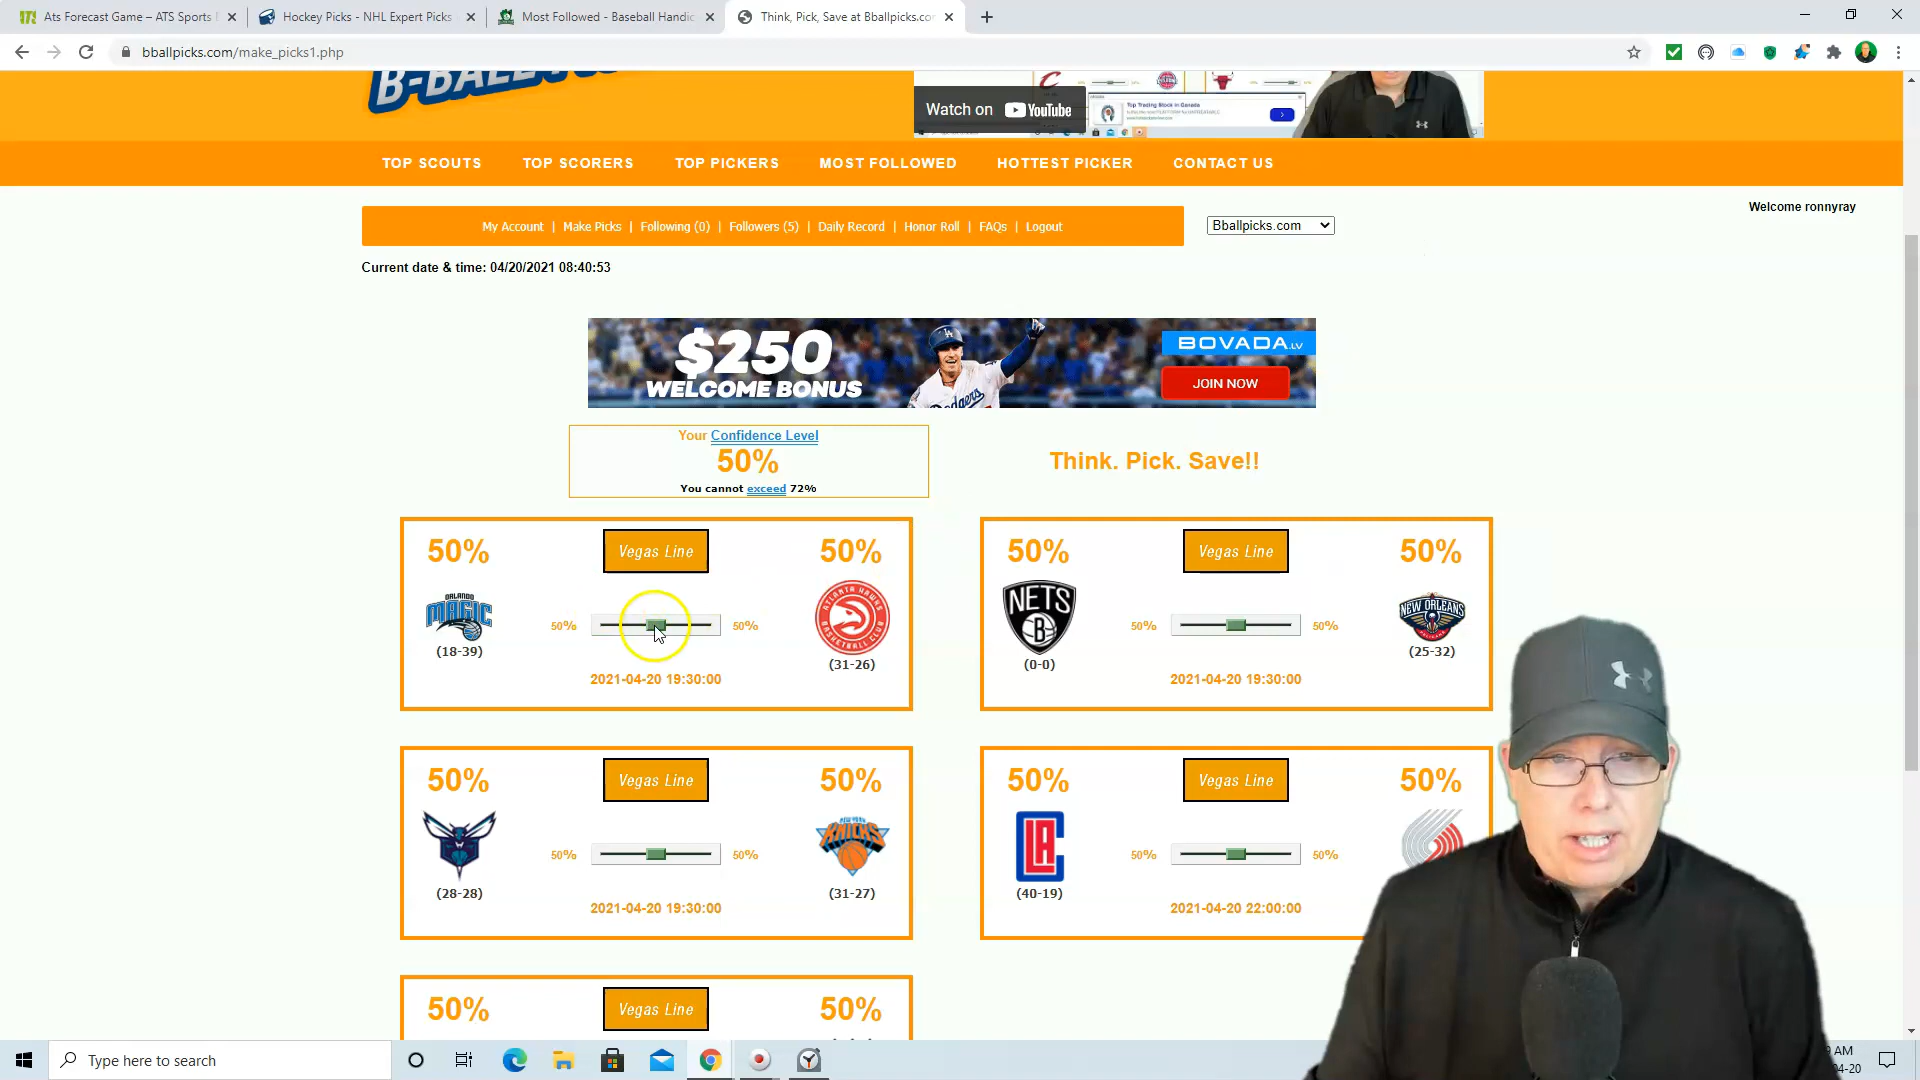 Ats Forecast Game – ATS Sports
Hockey Picks - NHL Expert Picks
Most Followed - Baseball Handic
Think, Pick, Save at Bballpicks.co
bballpicks.com/make_picks1.php
Watch on YouTube
Top Trading Stock in Canada
TOP SCOUTS TOP SCORERS TOP PICKERS MOST FOLLOWED HOTTEST PICKER CONTACT US
Welcome ronnyray
My Account | Make Picks | Following (0) | Followers (5) | Daily Record | Honor Roll | FAQs | Logout
Bballpicks.com
Current date & time: 04/20/2021 08:40:53
$250
WELCOME BONUS
Dodgers
BOVADA.LV
JOIN NOW
Your Confidence Level
50%
You cannot exceed 72%
Think. Pick. Save!!
50% Vegas Line 50%
ORLANDO
MAGIC
50% 50%
ATLANTA HAWKS
BASKETBALL CLUB
(18-39) (31-26)
2021-04-20 19:30:00
50% Vegas Line 50%
NETS
B
50% 50%
NEW ORLEANS
(0-0) (25-32)
2021-04-20 19:30:00
50% Vegas Line 50%
50% 50%
NEW YORK
KNICKS
(28-28) (31-27)
2021-04-20 19:30:00
50% Vegas Line 50%
LA
50% 50%
(40-19)
2021-04-20 22:00:00
50% Vegas Line 50%
Type here to search
AM
04-20